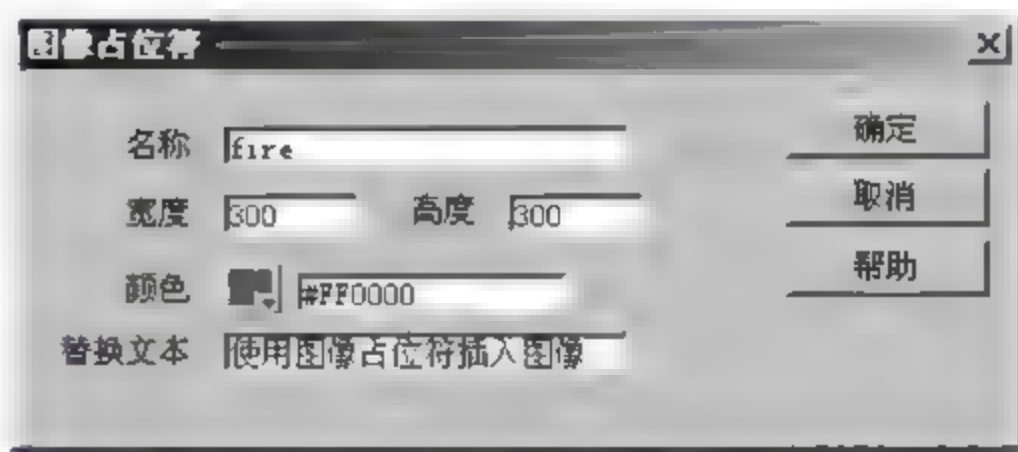 图像占位符
名称 fire 确定
宽度 300 高度 300 取消
颜色 #FF0000 帮助
替换文本 使用图像占位符插入图像